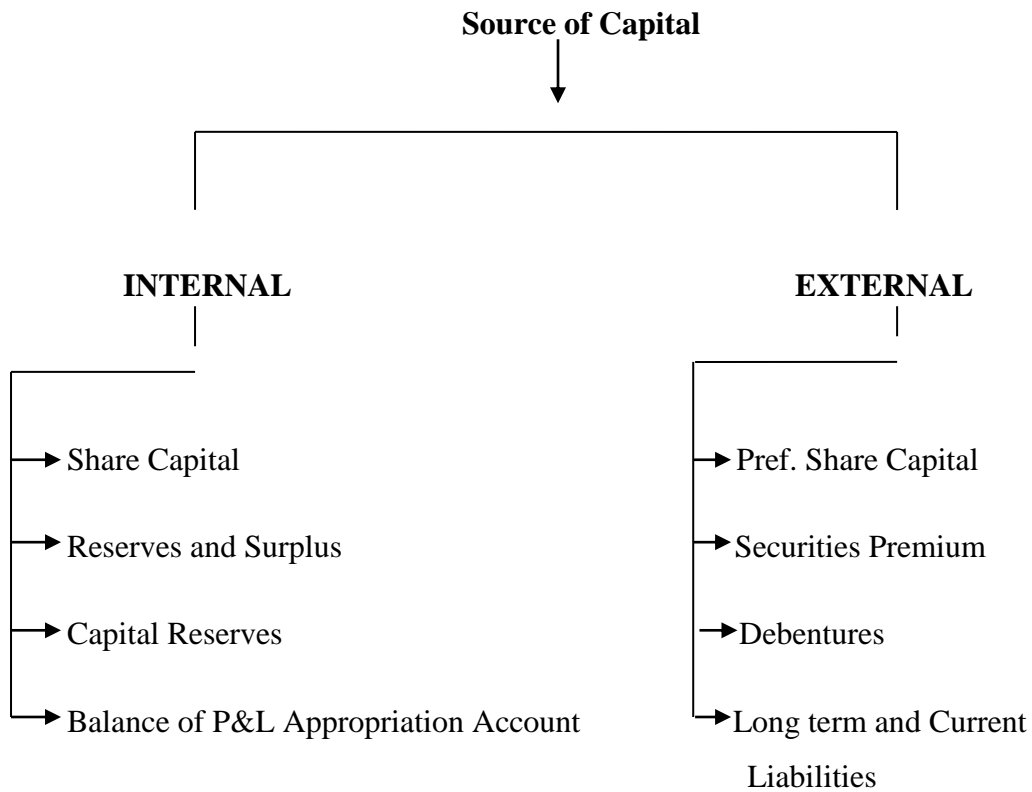 Source of Capital
INTERNAL
Share Capital
Reserves and Surplus
Capital Reserves
Balance of P&L Appropriation Account
EXTERNAL
Pref. Share Capital
Securities Premium
Debentures
Long term and Current
Liabilities